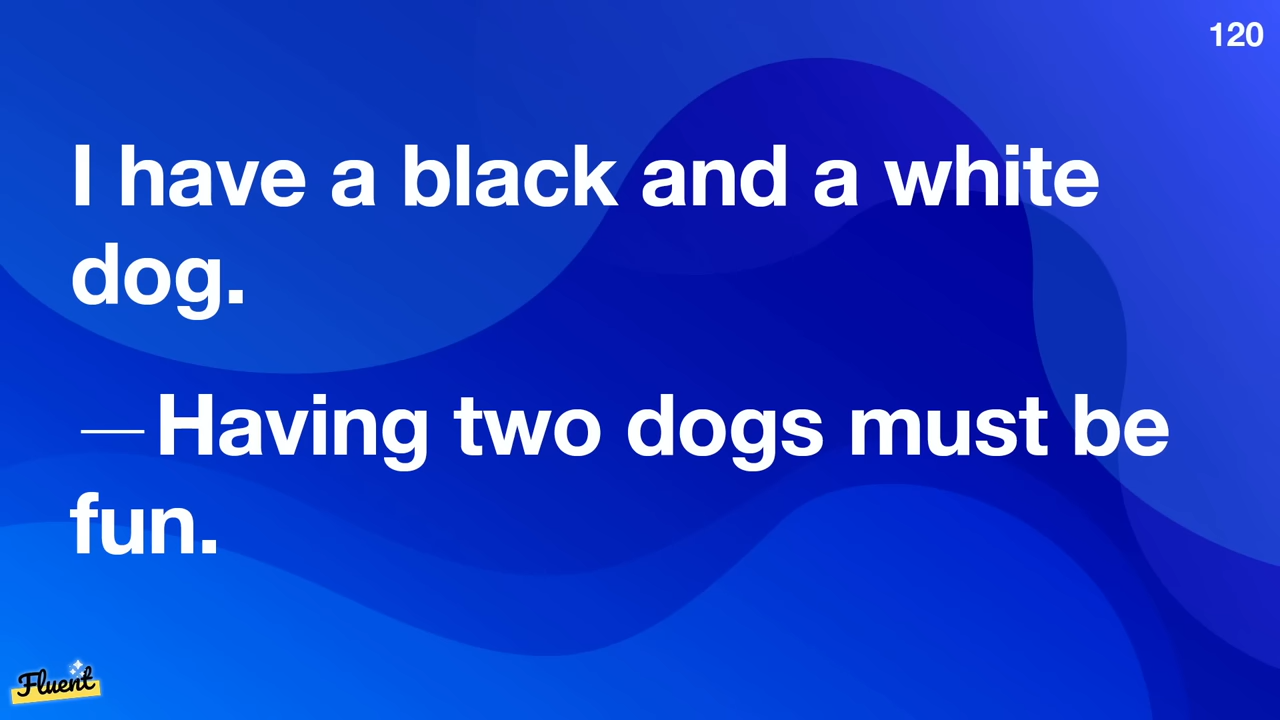 120
I have a black and a white
dog.
— Having two dogs must be
fun.
Fluent